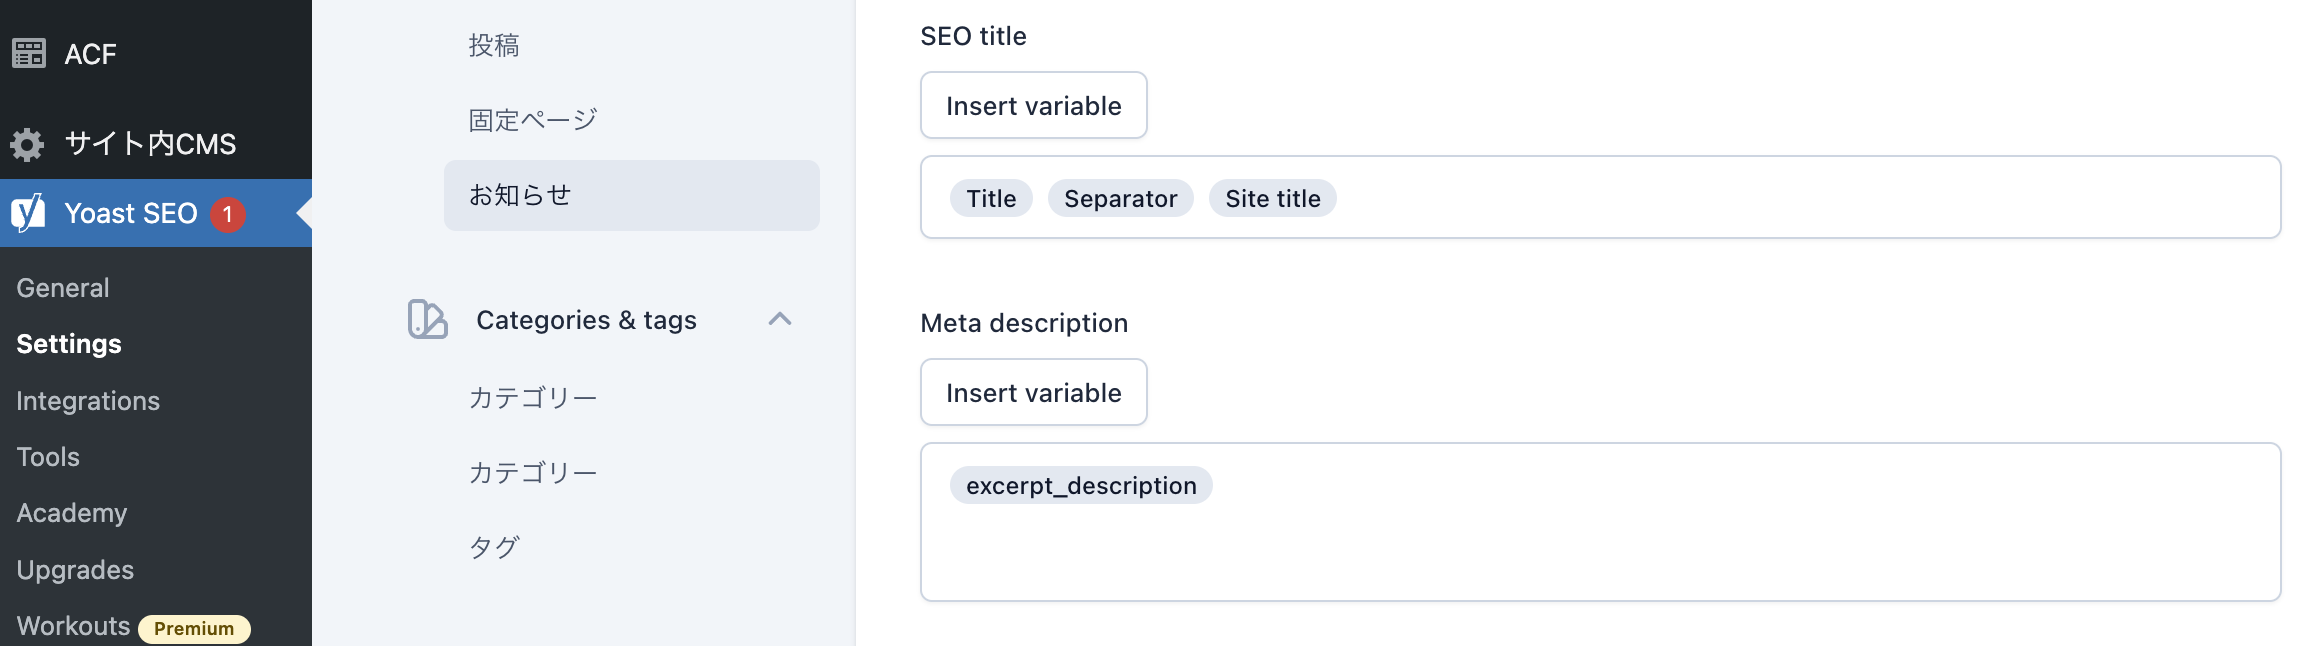 ACF
サイト内CMS
Yoast SEO 1
General
Settings
Integrations
Tools
Academy
Upgrades
Workouts Premium
投稿
固定ページ
お知らせ
Categories & tags
カテゴリー
カテゴリー
タグ
SEO title
Insert variable
Title Separator Site title
Meta description
Insert variable
excerpt_description